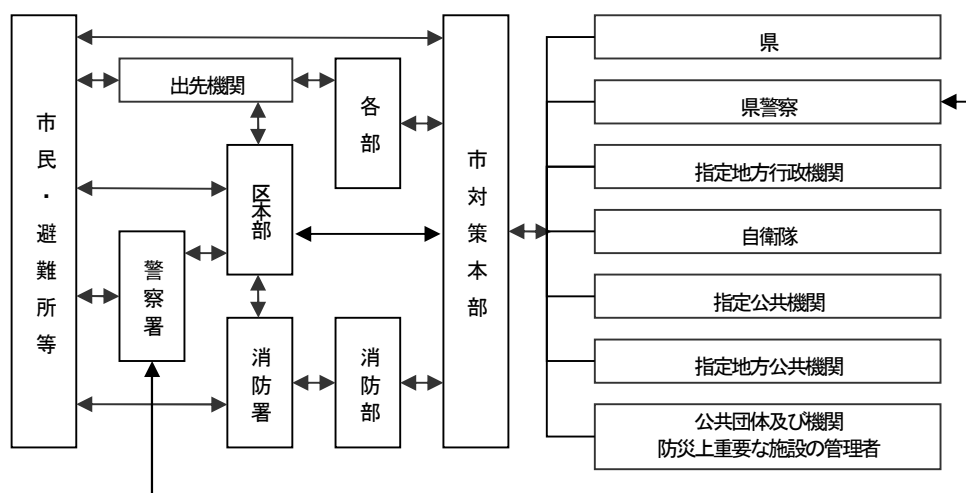 市民・避難所等
出先機関
各部
区本部
警察署
消防署
消防部
市対策本部
県
県警察
指定地方行政機関
自衛隊
指定公共機関
指定地方公共機関
公共団体及び機関
防災上重要な施設の管理者